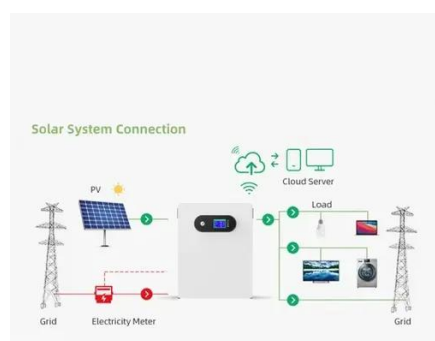 Solar System Connection
Cloud Server
PV
Load
Grid
Electricity Meter
Grid